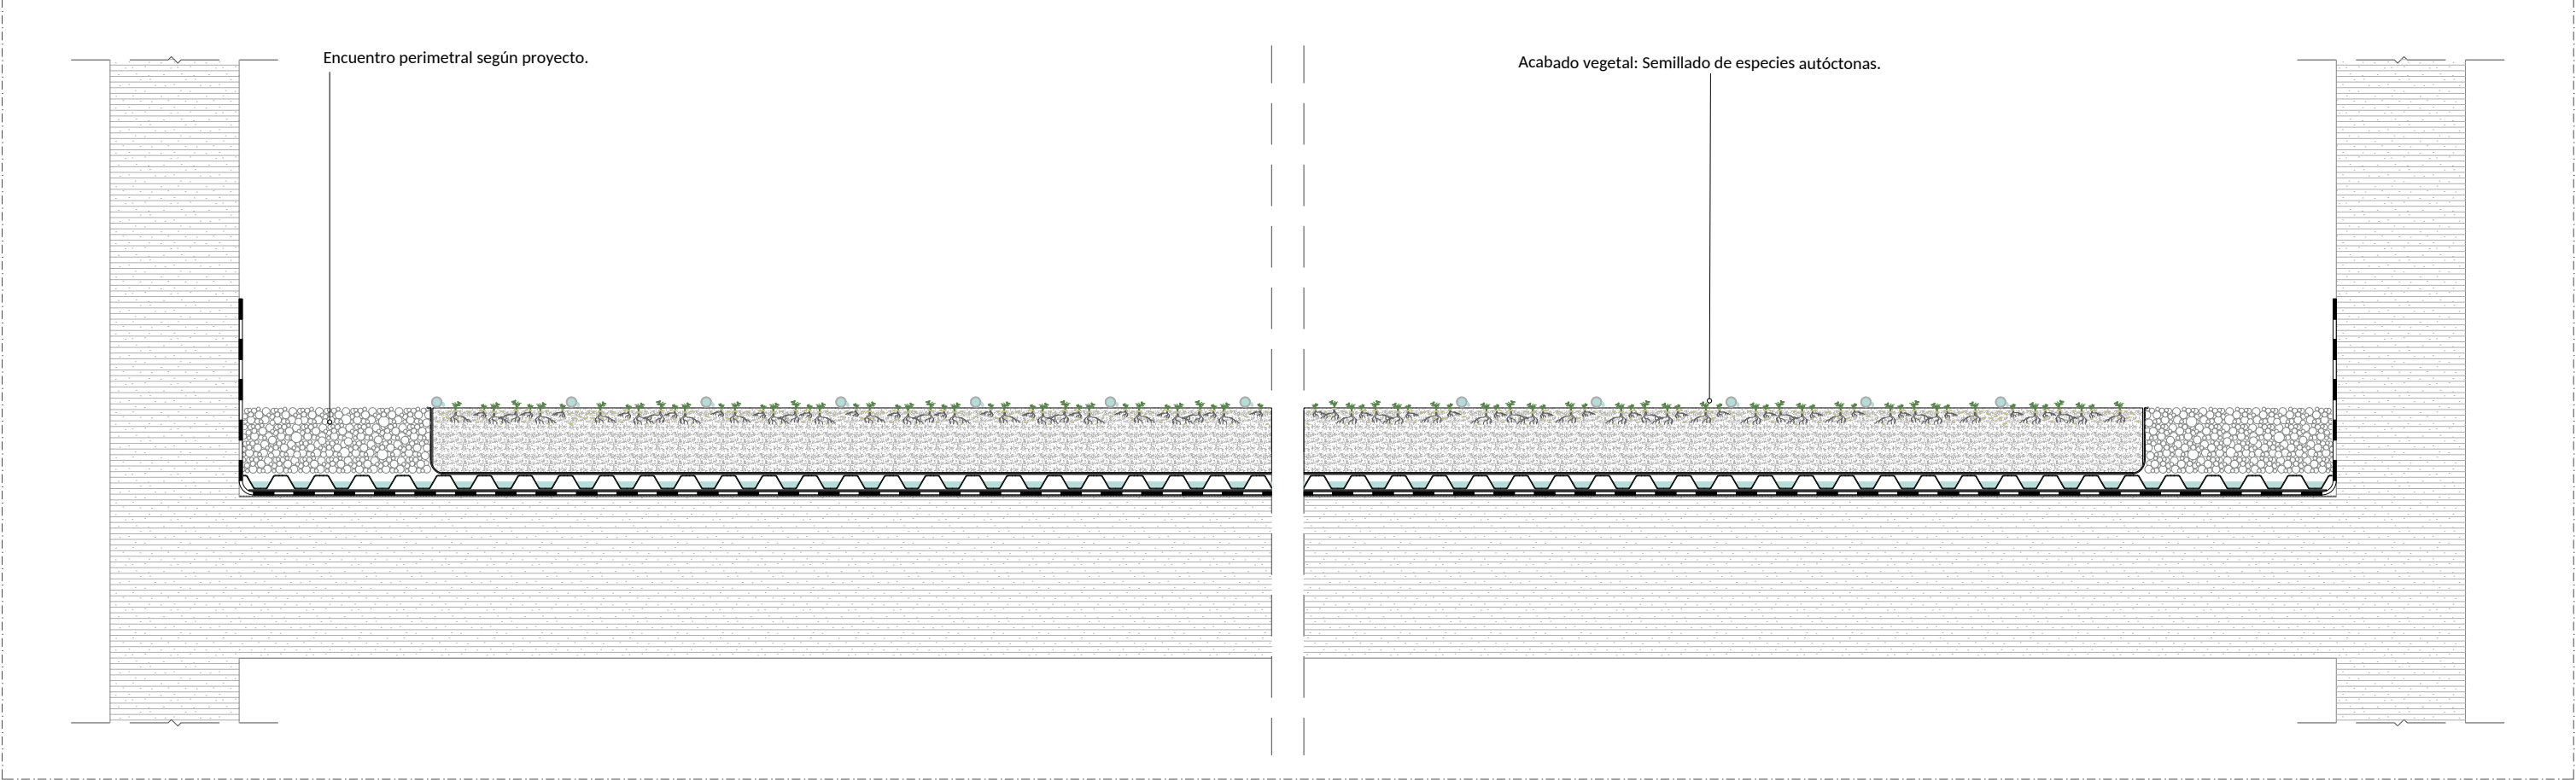 Encuentro perimetral según proyecto.
Acabado vegetal: Semillado de especies autóctonas.